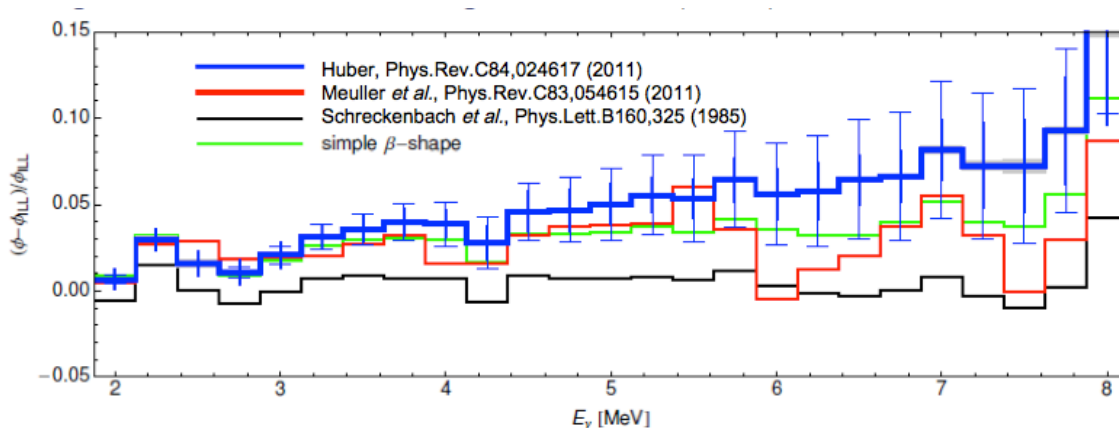 0.15
0.10
0.05
0.00
−0.05
(ϕ−ϕILL)/ϕILL
Huber, Phys.Rev.C84,024617 (2011)
Meuller et al., Phys.Rev.C83,054615 (2011)
Schreckenbach et al., Phys.Lett.B160,325 (1985)
simple β−shape
2 3 4 5 6 7 8
Eν [MeV]